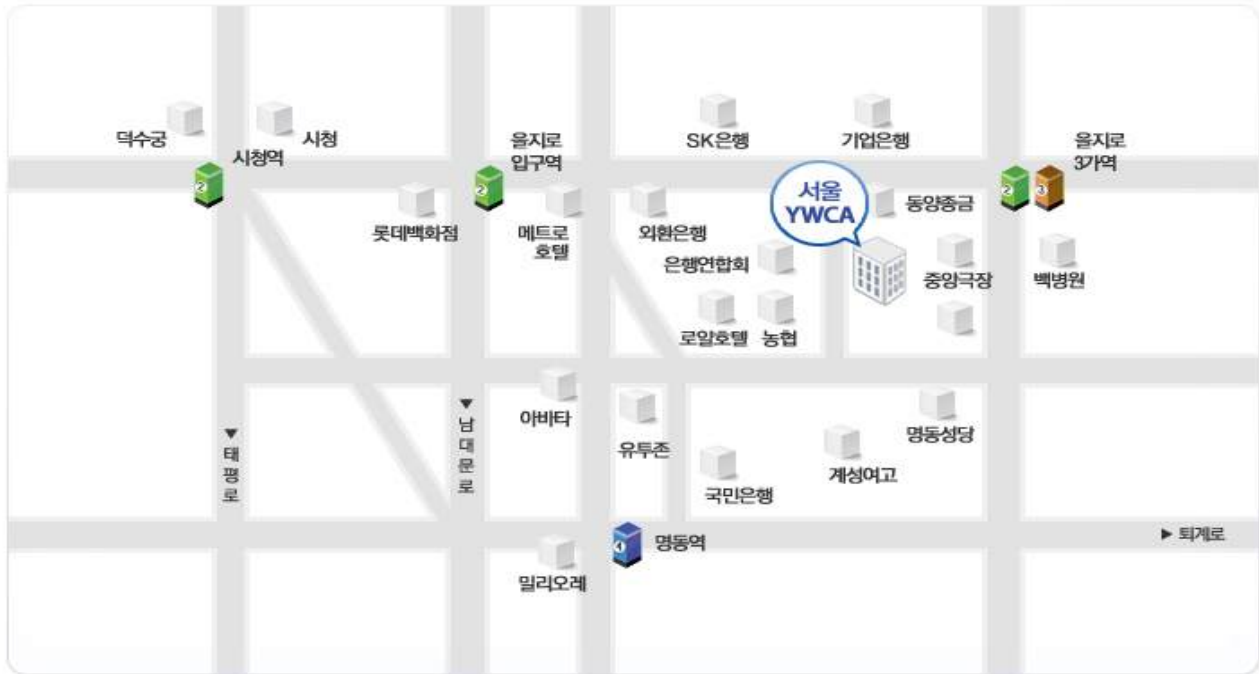 덕수궁
시청
시청역
2
을지로
입구역
2
SK은행
기업은행
을지로
3가역
2
3
서울
YWCA
롯데백화점
메트로
호텔
외환은행
동양종금
은행연합회
중앙극장
백병원
로얄호텔
농협
아바타
유투존
명동성당
계성여고
국민은행
▼
태
평
로
▼
남
대
문
로
4
명동역
▶ 퇴계로
밀리오레